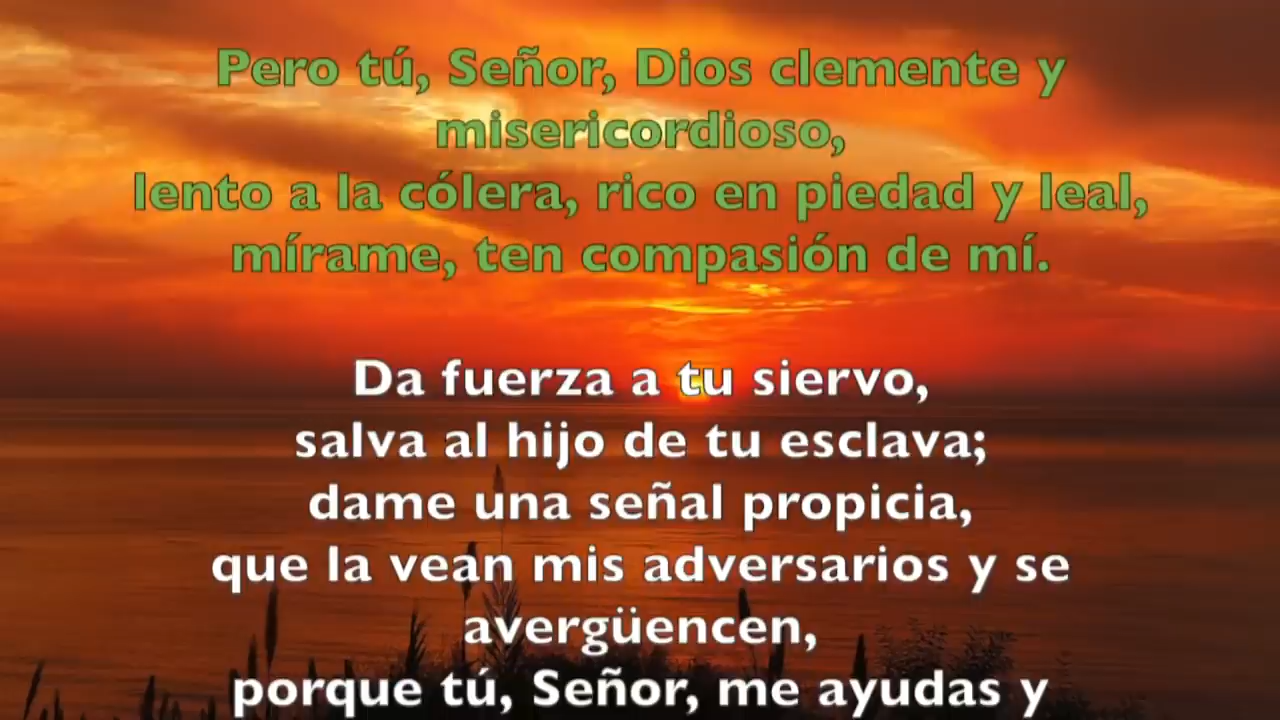 Pero tú, Señor, Dios clemente y
misericordioso,
lento a la cólera, rico en piedad y leal,
mírame, ten compasión de mí.
Da fuerza a tu siervo,
salva al hijo de tu esclava;
dame una señal propicia,
que la vean mis adversarios y se
avergüencen,
porque tú, Señor, me ayudas y